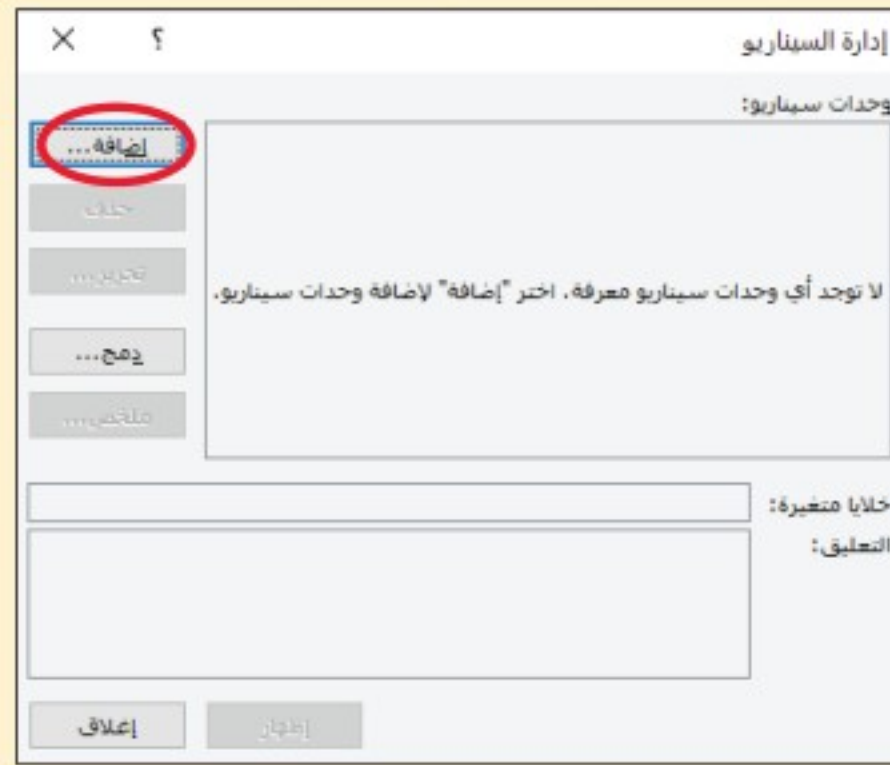 إدارة السيناريو ؟ ×
وحدات سيناريو:
لا توجد أي وحدات سيناريو معرفة. اختر "إضافة" لإضافة وحدات سيناريو.
إضافة...
حذف
تحرير...
دمج...
ملخص...
خلايا متغيرة:
التعليق:
إظهار
إغلاق